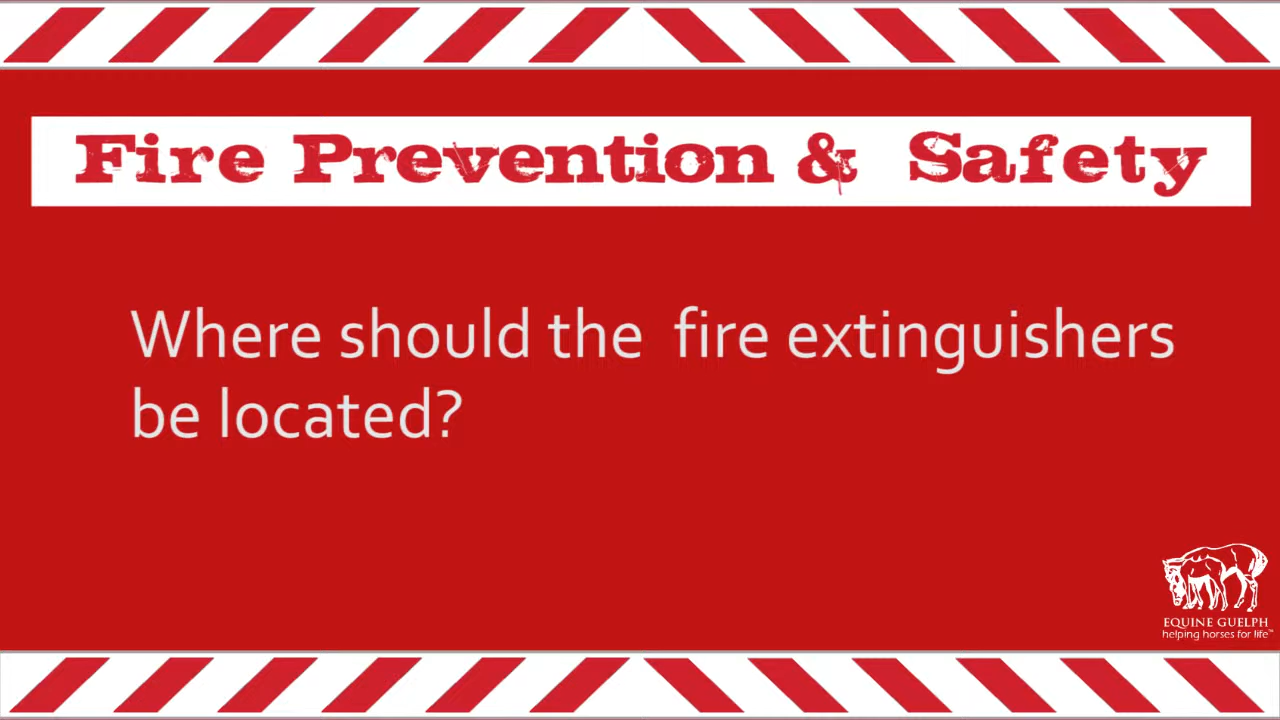 Fire Prevention & Safety
Where should the fire extinguishers
be located?
EQUINE GUELPH
helping horses for life™